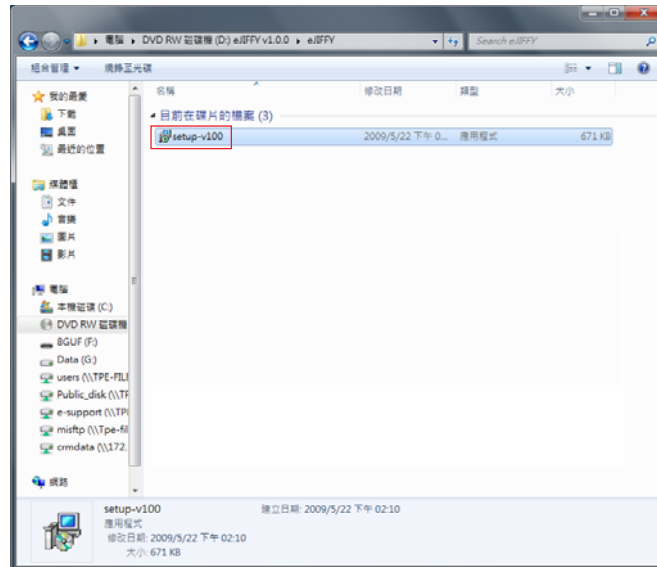 電腦 ▸ DVD RW 磁碟機 (D:) eJIFFY v1.0.0 ▸ eJIFFY
Search eJIFFY
組合管理
燒錄至光碟
名稱 修改日期 類型 大小
目前在碟片的檔案 (3)
setup-v100 2009/5/22 下午 0... 應用程式 671 KB
我的最愛
下載
桌面
最近的位置
媒體櫃
文件
音樂
圖片
影片
電腦
本機磁碟 (C:)
DVD RW 磁碟機
8GUF (F:)
Data (G:)
users (\\TPE-FILE
Public_disk (\\TP
e-support (\\TPE
misftp (\\Tpe-fil
crmdata (\\172.
網路
setup-v100 建立日期: 2009/5/22 下午 02:10
應用程式
修改日期: 2009/5/22 下午 02:10
大小: 671 KB